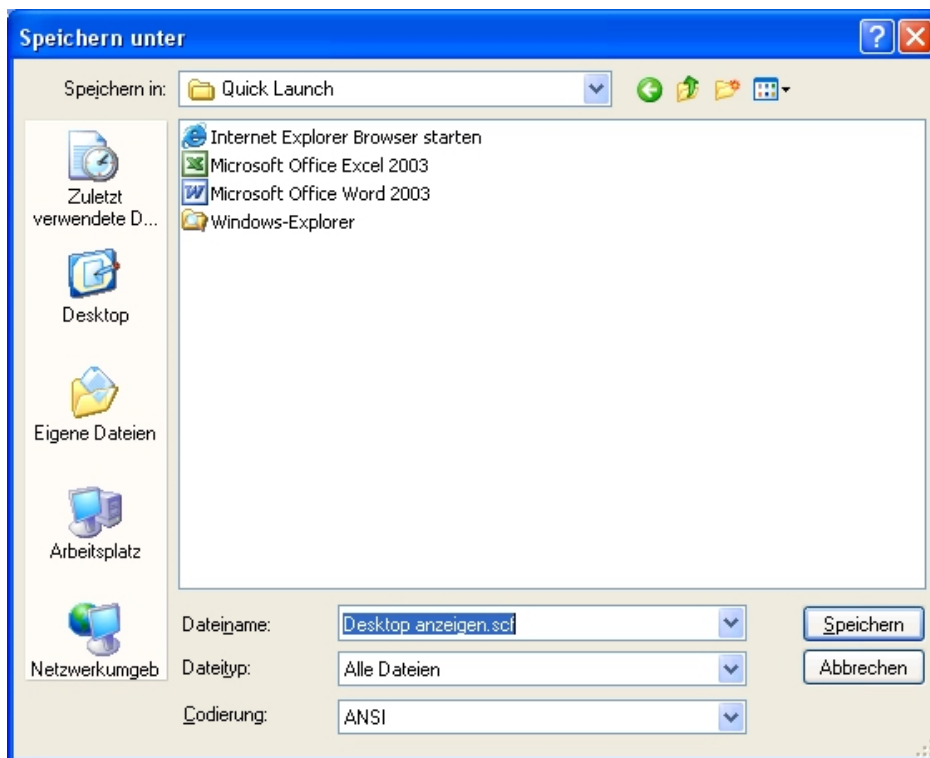 Speichern unter
Speichern in: Quick Launch
Zuletzt
verwendete D...
Desktop
Eigene Dateien
Arbeitsplatz
Netzwerkumgeb
Internet Explorer Browser starten
Microsoft Office Excel 2003
Microsoft Office Word 2003
Windows-Explorer
Dateiname: Desktop anzeigen.scf Speichern
Dateityp: Alle Dateien Abbrechen
Codierung: ANSI